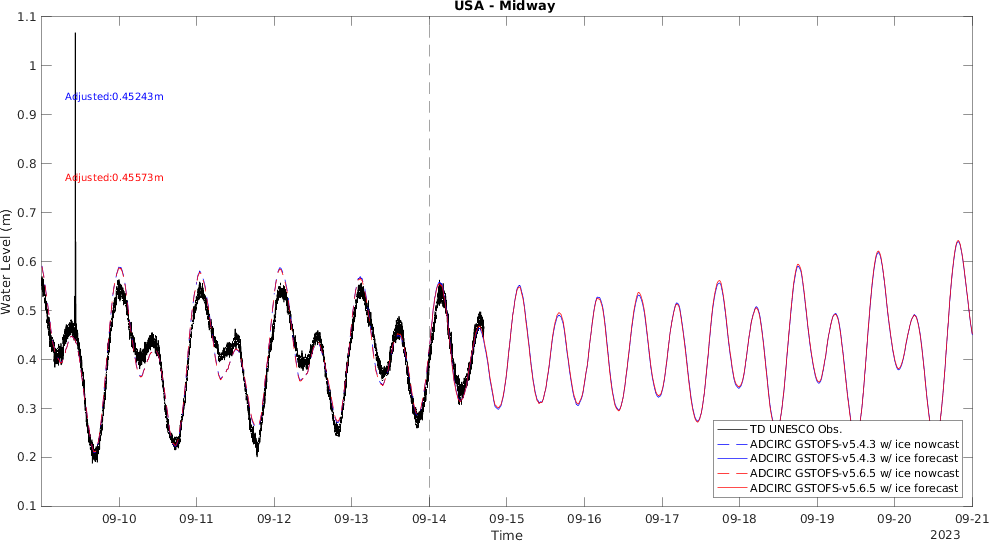 USA - Midway
1.1
1
0.9
0.8
0.7
0.6
0.5
0.4
0.3
0.2
0.1
Water Level (m)
Adjusted:0.45243m
Adjusted:0.45573m
TD UNESCO Obs.
ADCIRC GSTOFS-v5.4.3 w/ ice nowcast
ADCIRC GSTOFS-v5.4.3 w/ ice forecast
ADCIRC GSTOFS-v5.6.5 w/ ice nowcast
ADCIRC GSTOFS-v5.6.5 w/ ice forecast
09-10 09-11 09-12 09-13 09-14 09-15 09-16 09-17 09-18 09-19 09-20 09-21
Time
2023